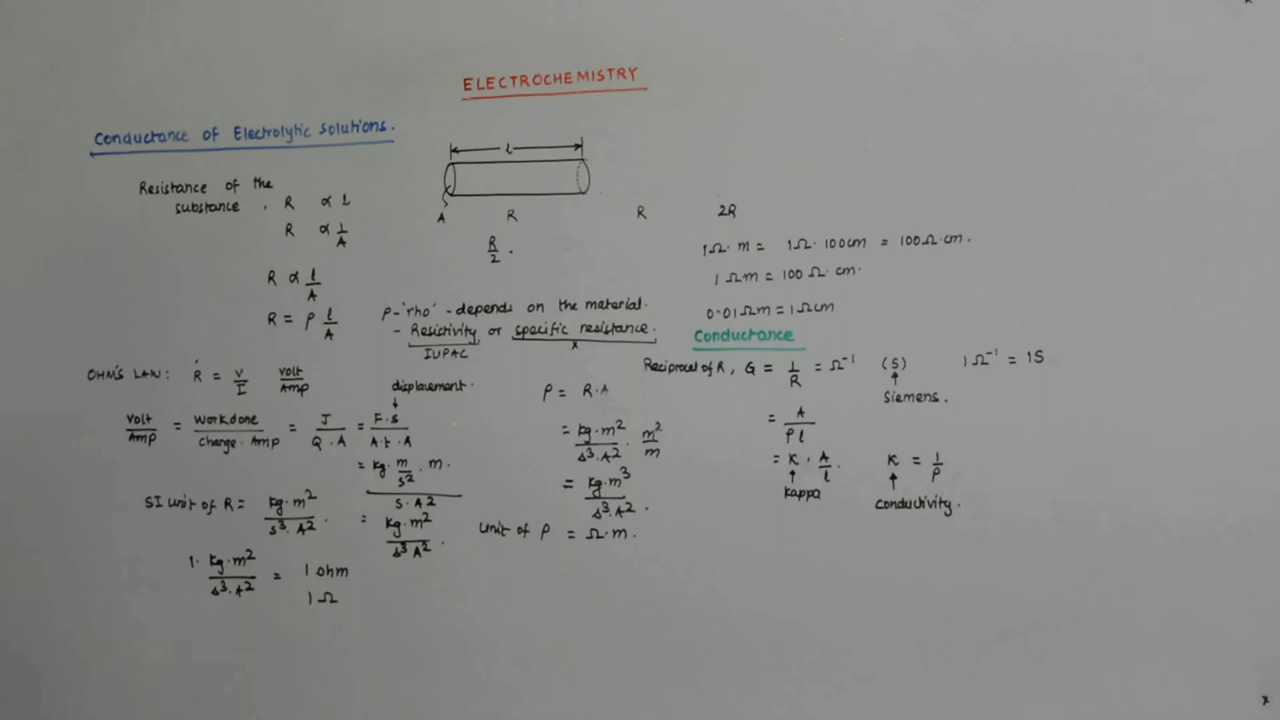 ELECTROCHEMISTRY
Conductance of Electrolytic Solutions.
l
Resistance of the
substance, R ∝ l
A R R 2R
R ∝ 1/A
R/2 .
1Ω·m = 1Ω·100cm = 100Ω·cm.
1Ωm = 100 Ω·cm.
R ∝ l/A
R = ρ l/A
ρ-'rho' - depends on the material.
- Resictivity or specific resistance.
IUPAC x
0.01Ωm = 1Ωcm
Conductance
Reciprocal of R, G = 1/R = Ω⁻¹ (S) 1Ω⁻¹ = 1S
Siemens.
= A/ρl
= K · A/l. K = 1/ρ
Kappa
conductivity.
OHM'S LAW: R = V/I volt/Amp
displacement.
volt/Amp = Workdone/Charge·Amp = J/Q·A = F·s/A·t·A
= kg·m/s²·m./s·A²
= kg·m²/s³A².
SI unit of R = kg·m²/s³·A².
1· kg·m²/s³·A² = 1 ohm
1Ω
ρ = R·A
= kg·m²/s³·A² · m²/m
= kg·m³/s³·A².
Unit of ρ = Ω·m.
x